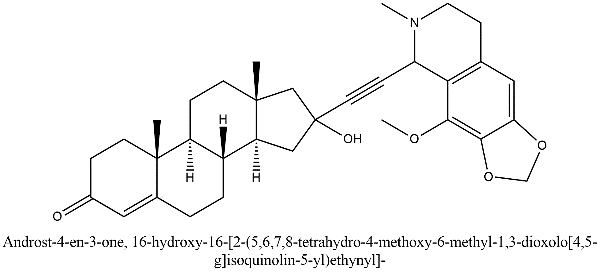 N
O
H
H
H
OH
O
O
O
Androst-4-en-3-one, 16-hydroxy-16-[2-(5,6,7,8-tetrahydro-4-methoxy-6-methyl-1,3-dioxolo[4,5-
g]isoquinolin-5-yl)ethynyl]-